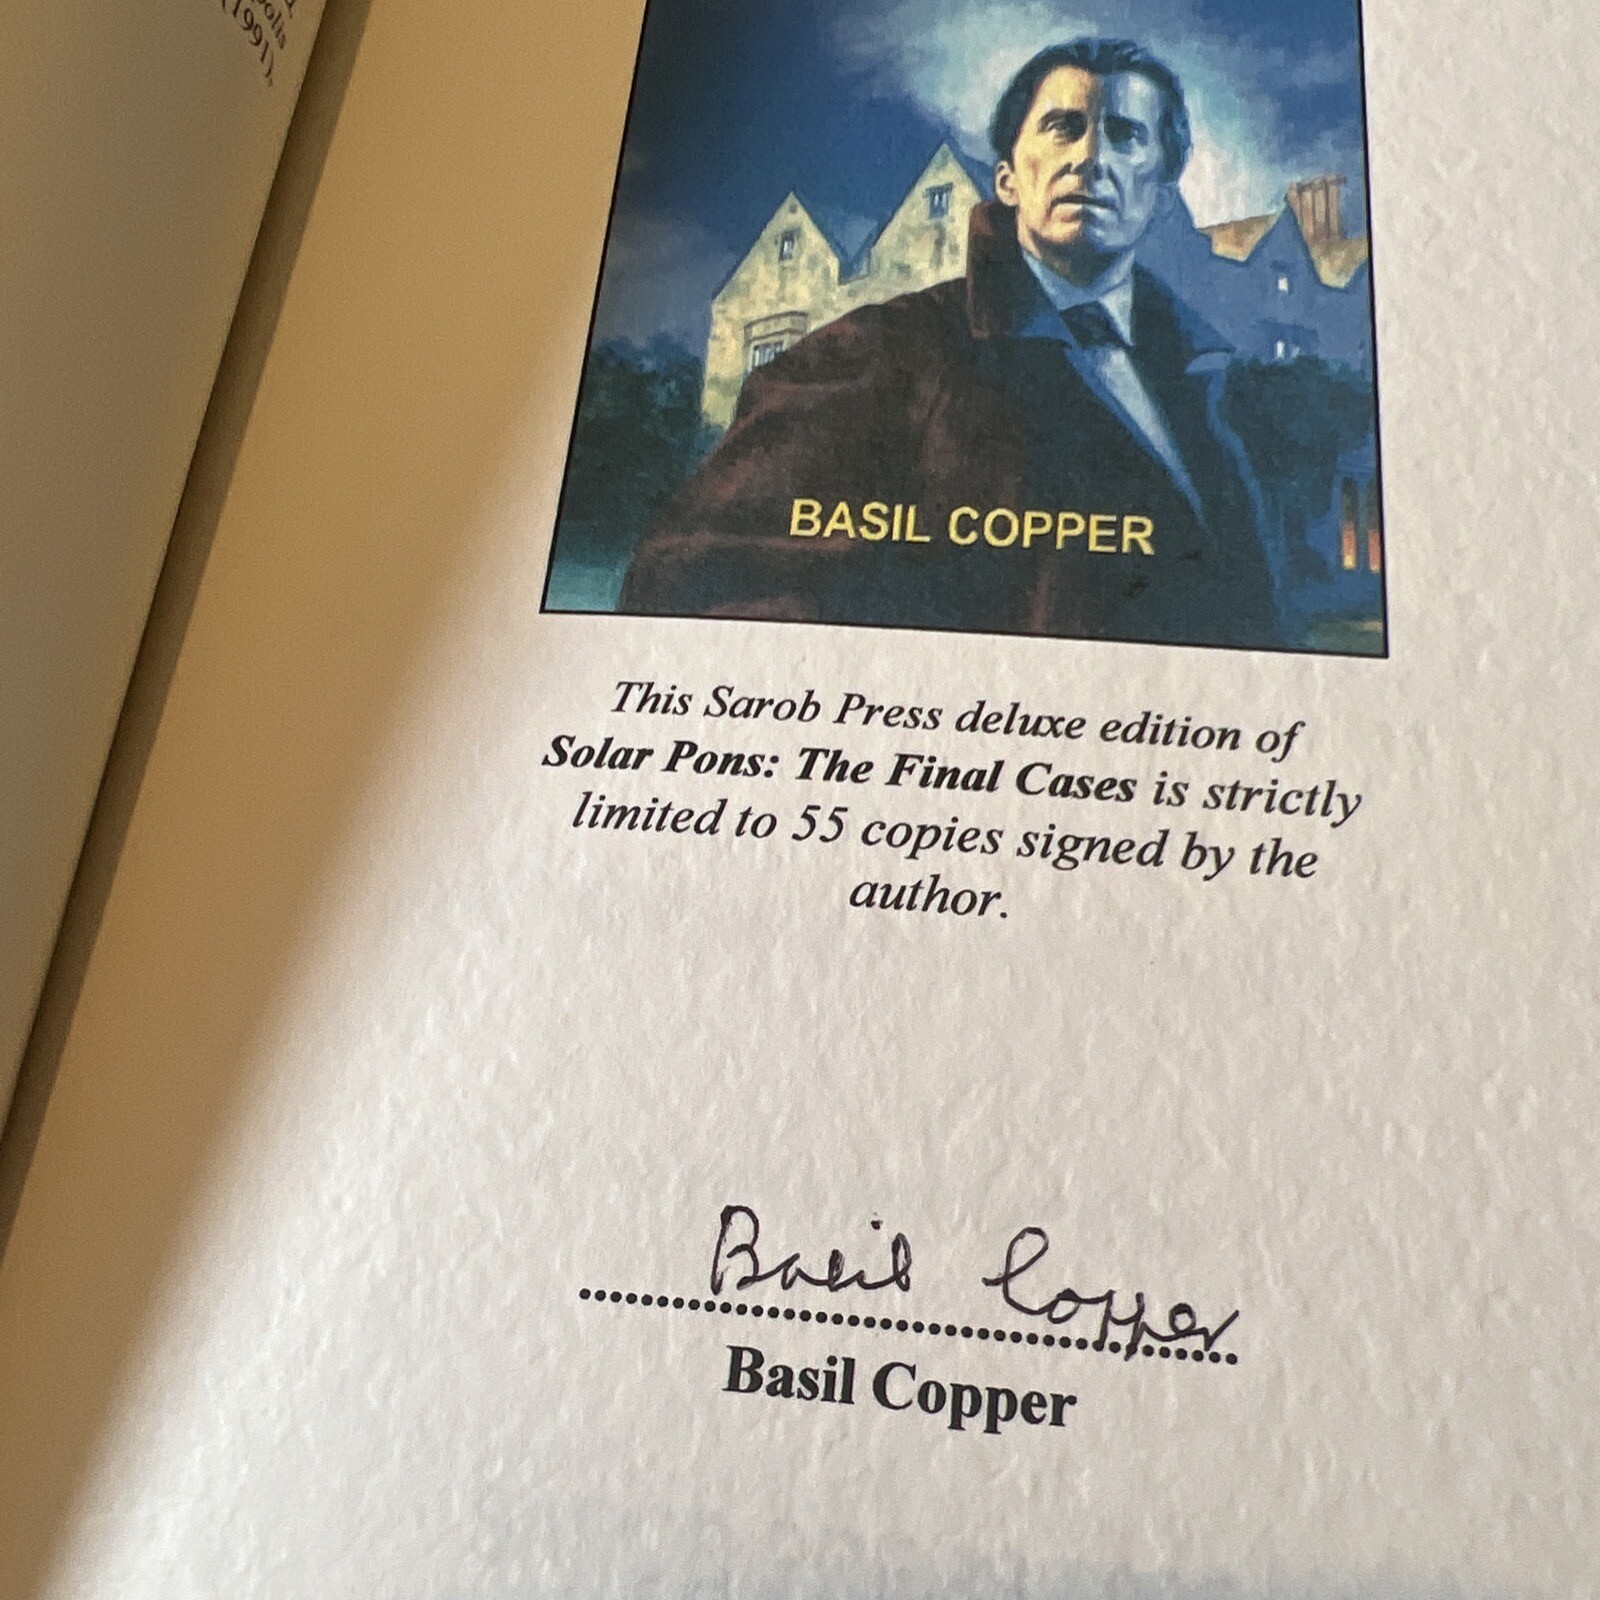 (1991),
BASIL COPPER
This Sarob Press deluxe edition of
Solar Pons: The Final Cases is strictly
limited to 55 copies signed by the
author.
Basil Copper
Basil Copper